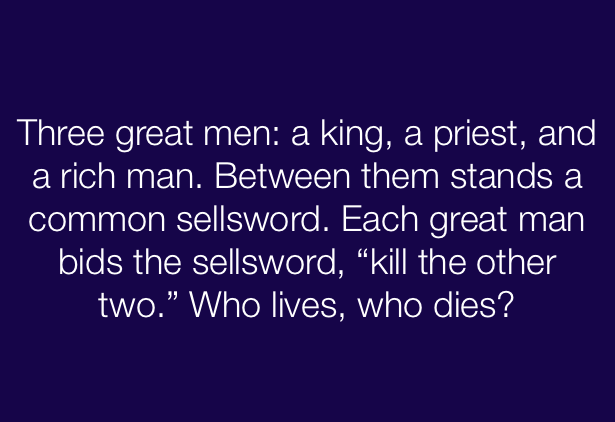 Three great men: a king, a priest, and
a rich man. Between them stands a
common sellsword. Each great man
bids the sellsword, “kill the other
two.” Who lives, who dies?